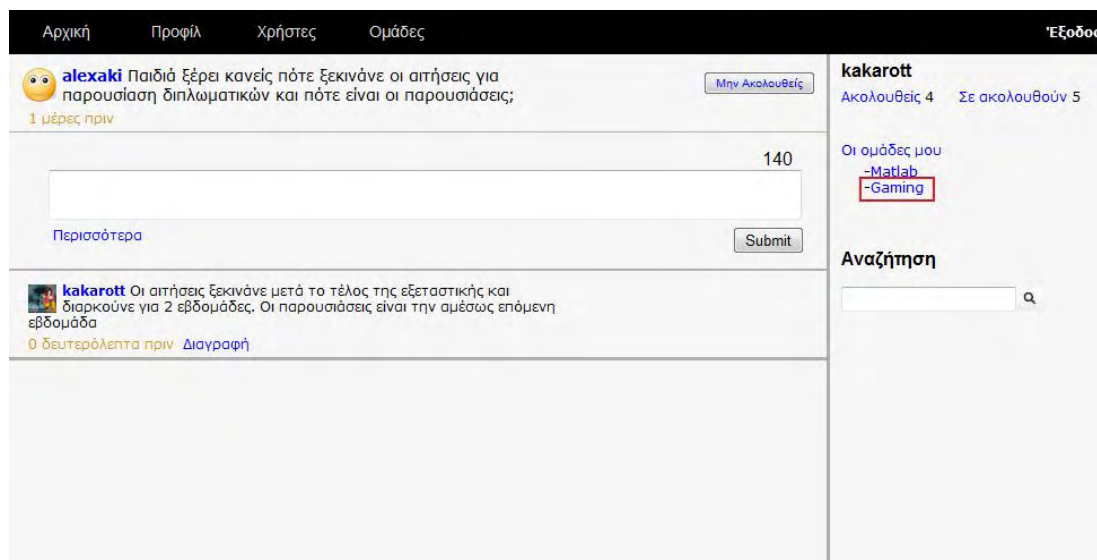 Αρχική Προφίλ Χρήστες Ομάδες Έξοδος
alexaki Παιδιά ξέρει κανείς πότε ξεκινάνε οι αιτήσεις για
παρουσίαση διπλωματικών και πότε είναι οι παρουσιάσεις;
Μην Ακολουθείς
1 μέρες πριν
140
Περισσότερα
Submit
kakarott Οι αιτήσεις ξεκινάνε μετά το τέλος της εξεταστικής και
διαρκούνε για 2 εβδομάδες. Οι παρουσιάσεις είναι την αμέσως επόμενη
εβδομάδα
0 δευτερόλεπτα πριν Διαγραφή
kakarott
Ακολουθείς 4 Σε ακολουθούν 5
Οι ομάδες μου
-Matlab
-Gaming
Αναζήτηση